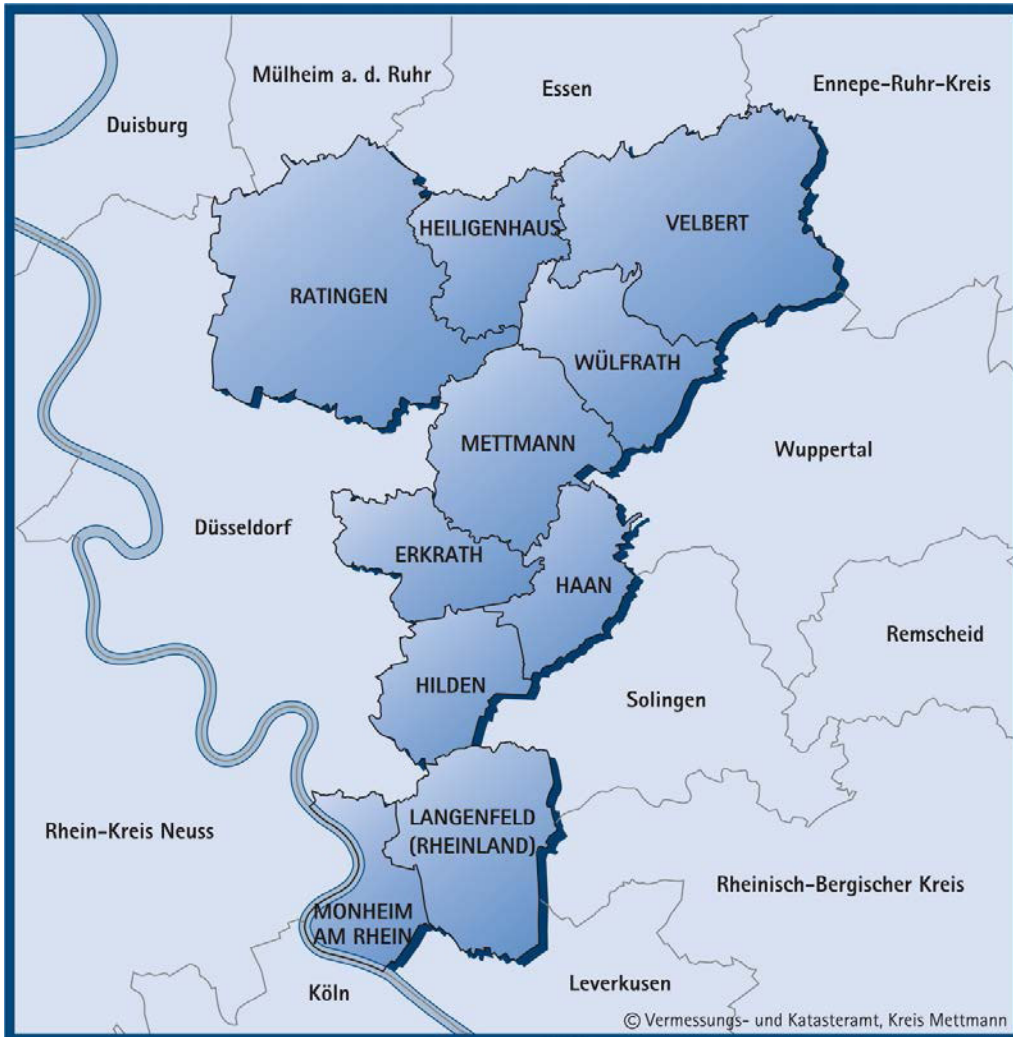 Mülheim a. d. Ruhr
Essen
Ennepe-Ruhr-Kreis
Duisburg
HEILIGENHAUS
VELBERT
RATINGEN
WÜLFRATH
METTMANN
Wuppertal
Düsseldorf
ERKRATH
HAAN
Remscheid
HILDEN
Solingen
Rhein-Kreis Neuss
LANGENFELD
(RHEINLAND)
Rheinisch-Bergischer Kreis
MONHEIM
AM RHEIN
Köln
Leverkusen
© Vermessungs- und Katasteramt, Kreis Mettmann